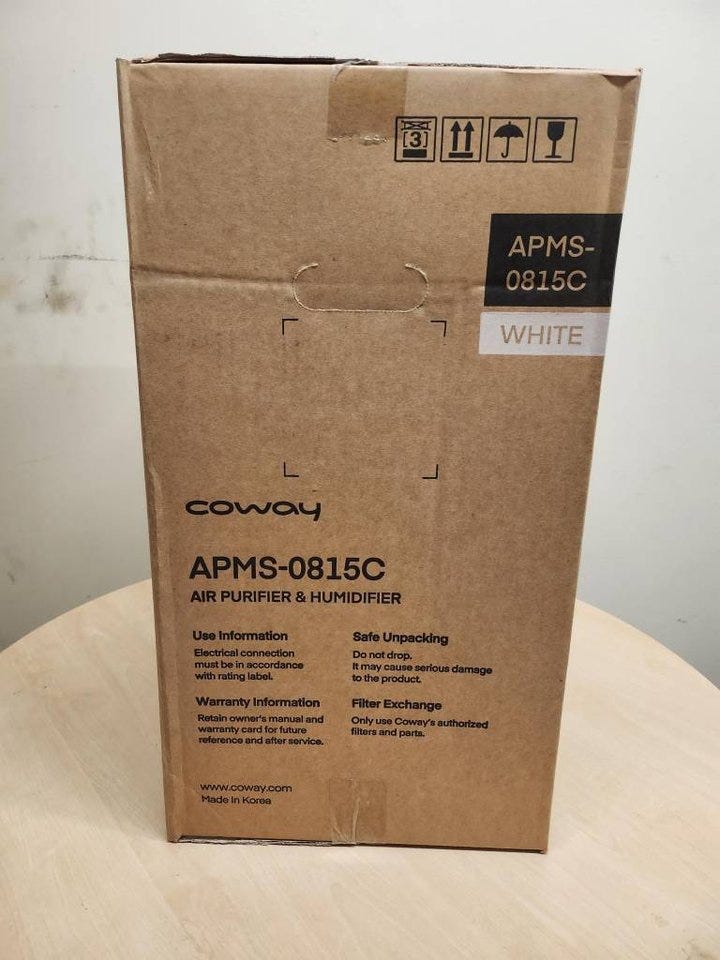 [3]
APMS-
0815C
WHITE
coway
APMS-0815C
AIR PURIFIER & HUMIDIFIER
Use Information
Electrical connection
must be in accordance
with rating label.
Safe Unpacking
Do not drop.
It may cause serious damage
to the product.
Warranty Information
Retain owner's manual and
warranty card for future
reference and after service.
Filter Exchange
Only use Coway's authorized
filters and parts.
www.coway.com
Made In Korea